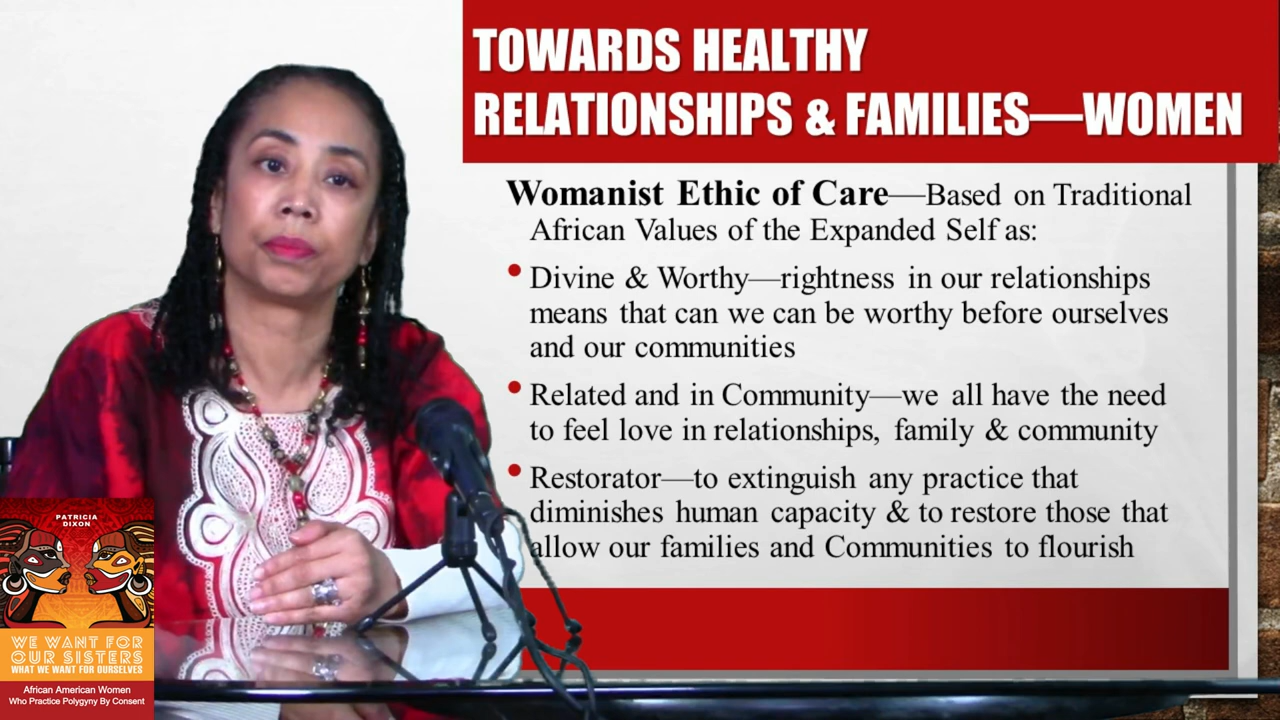 TOWARDS HEALTHY
RELATIONSHIPS & FAMILIES—WOMEN
Womanist Ethic of Care—Based on Traditional
African Values of the Expanded Self as:
• Divine & Worthy—rightness in our relationships
means that can we can be worthy before ourselves
and our communities
• Related and in Community—we all have the need
to feel love in relationships, family & community
• Restorator—to extinguish any practice that
diminishes human capacity & to restore those that
allow our families and Communities to flourish
PATRICIA
DIXON
WE WANT FOR
OUR SISTERS
WHAT WE WANT FOR OURSELVES
African American Women
Who Practice Polygyny By Consent